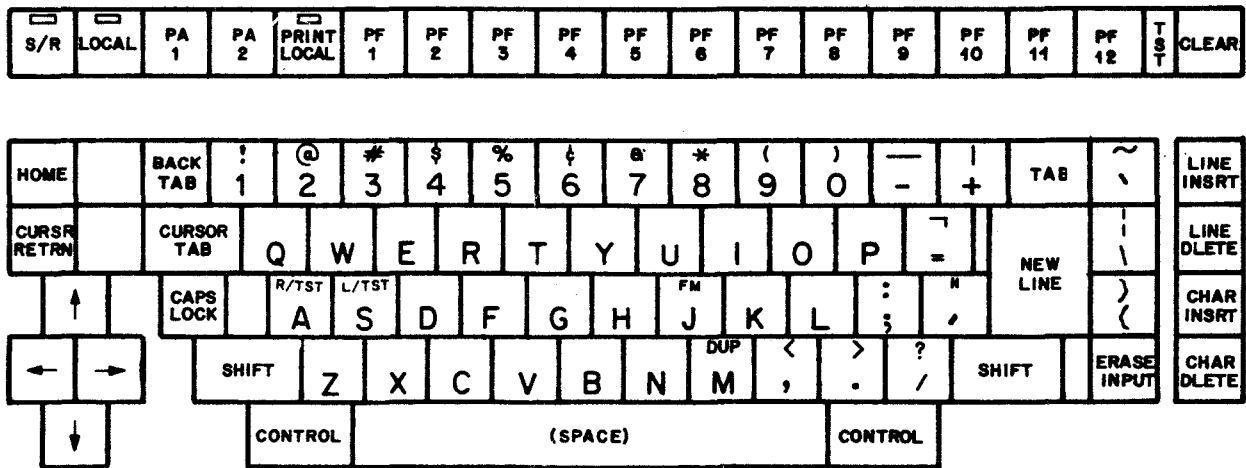 S/R LOCAL PA 1 PA 2 PRINT LOCAL PF 1 PF 2 PF 3 PF 4 PF 5 PF 6 PF 7 PF 8 PF 9 PF 10 PF 11 PF 12 TST CLEAR
HOME BACK TAB ! 1 @ 2 # 3 $ 4 % 5 ¢ 6 & 7 * 8 ( 9 ) 0 — - | + TAB ~ ` LINE INSRT
CURSR RETRN CURSOR TAB Q W E R T Y U I O P ¬ = NEW LINE ¦ \ LINE DLETE
↑ CAPS LOCK R/TST A L/TST S D F G H FM J K L : ; " ' } { CHAR INSRT
← → SHIFT Z X C V B N DUP M < , > . ? / SHIFT ERASE INPUT CHAR DLETE
↓ CONTROL (SPACE) CONTROL